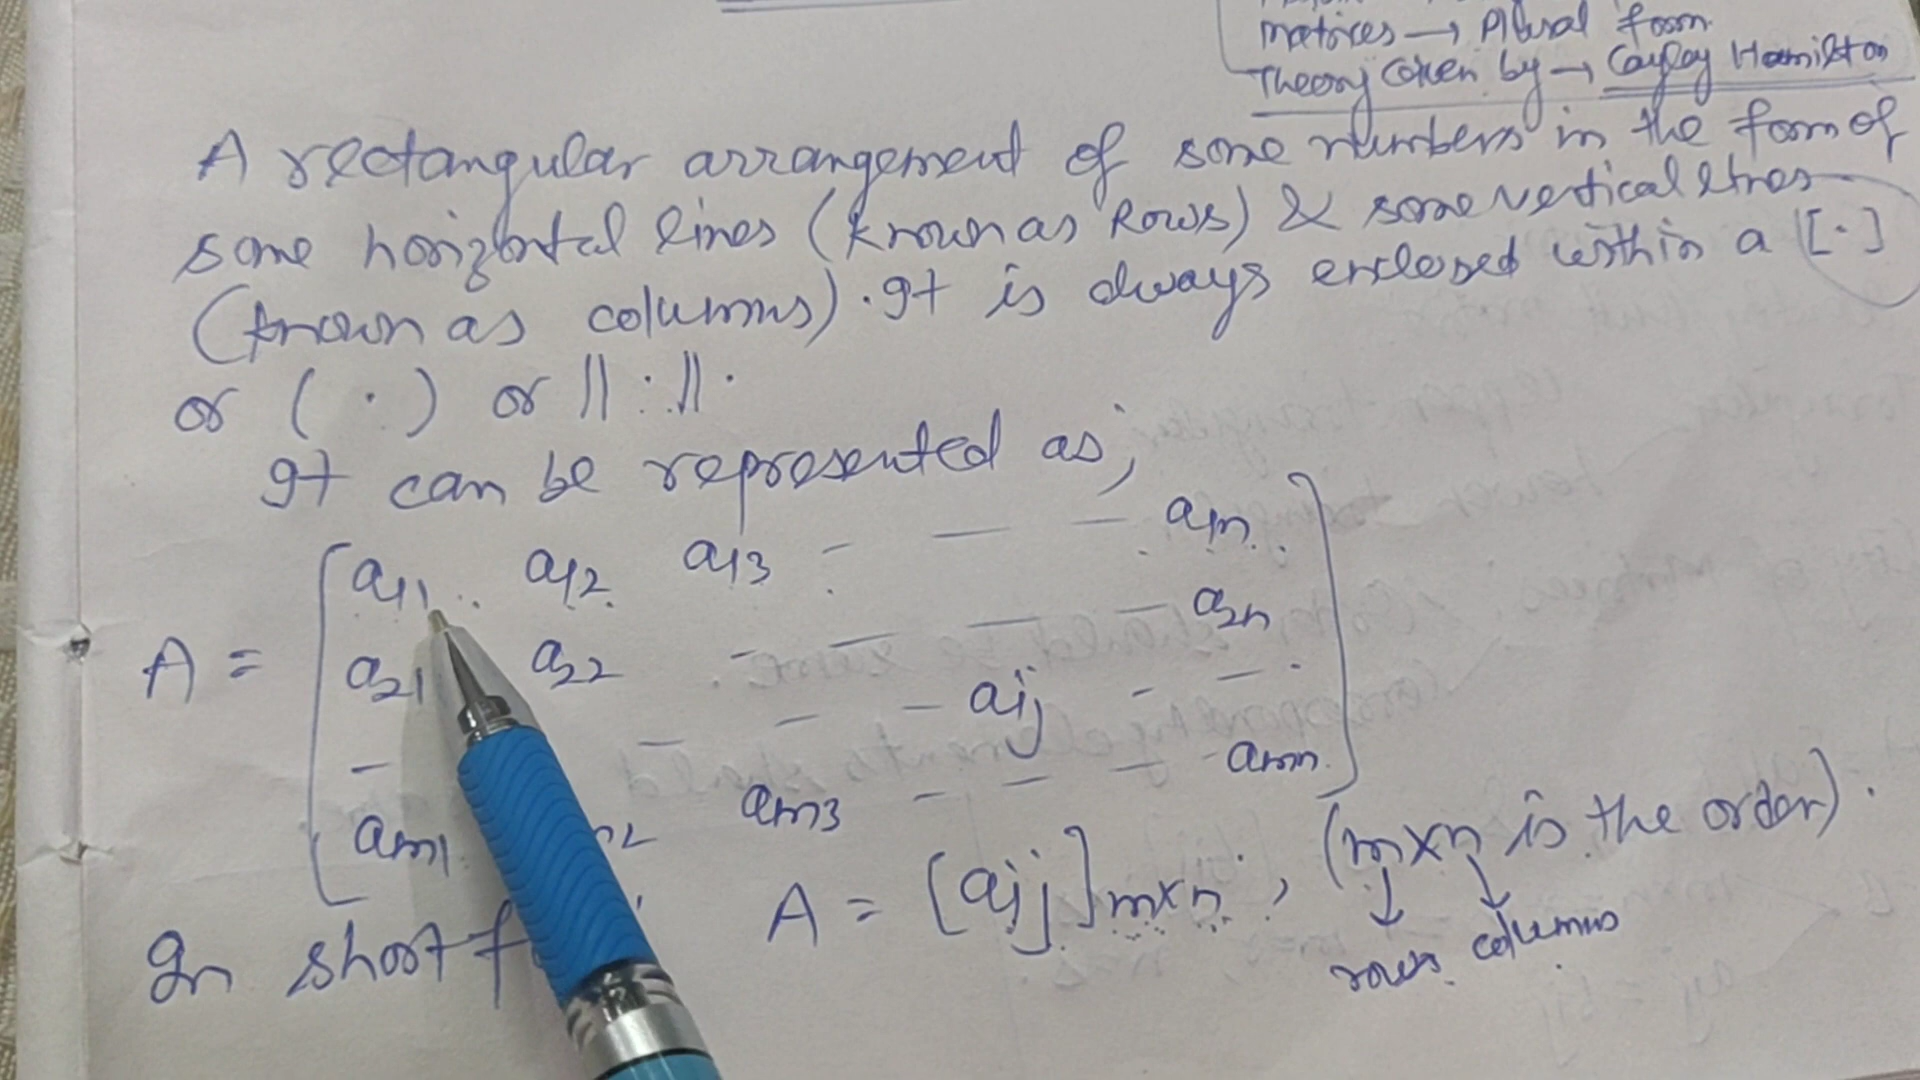 Matrices → Plural form
Theory Given by → Cayley Hamilton
A rectangular arrangement of some numbers in the form of
some horizontal lines (known as Rows) & some vertical lines
(known as columns). It is always enclosed within a [·]
or ( · ) or || : ||.
It can be represented as,
a11 a12 a13 - - - a1n
a21 a22 - - - - - a2n
A =
- - - - aij - - -
am1 am3 - - - amn
In short A = [aij]m×n, (m×n is the order).
rows columns